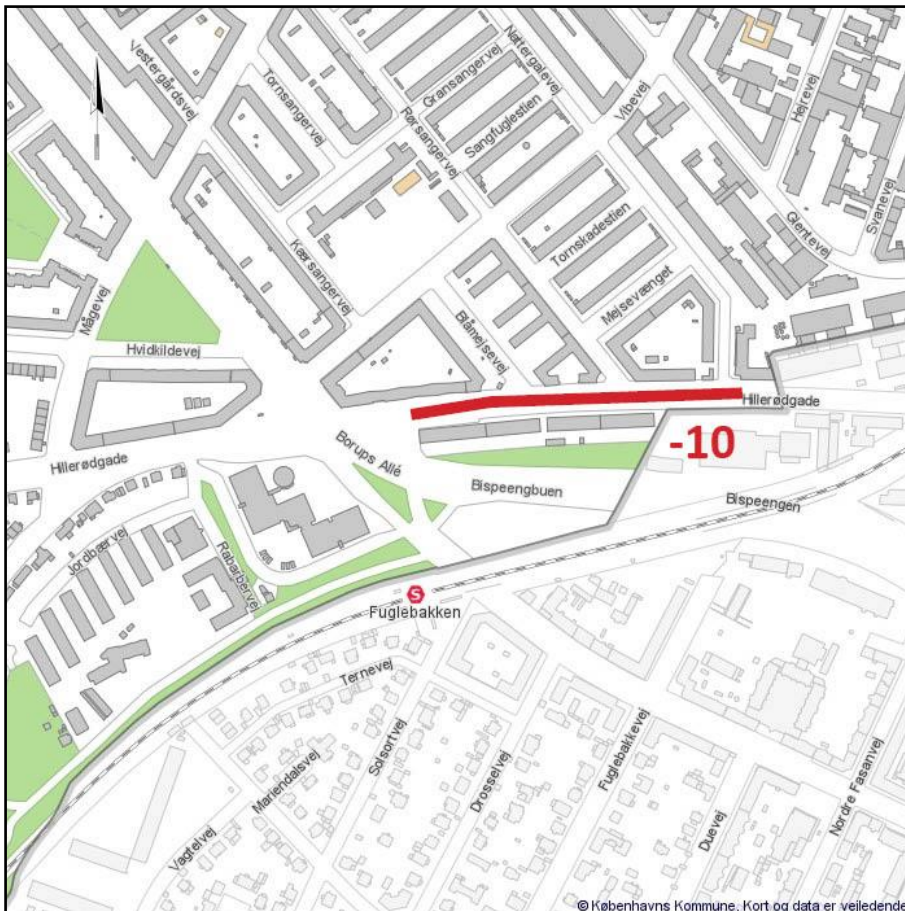 Vestergårdsvej
Tornsangervej
Gransangervej
Nattergalevej
Rørsangervej
Sangfuglestien
Vibevej
Hejrevej
Svanevej
Glentevej
Tornskadestien
Kærsangervej
Mejsevænget
Blåmejsevej
Mågevej
Hvidkildevej
Hillerødgade
-10
Hillerødgade
Borups Allé
Bispeengbuen
Bispeengen
Jordbærvej
Rabarbervej
S
Fuglebakken
Ternevej
Solsortvej
Mariendalsvej
Drosselvej
Fuglebakkevej
Vagtelvej
Duevej
Nordre Fasanvej
© Københavns Kommune. Kort og data er vejledende